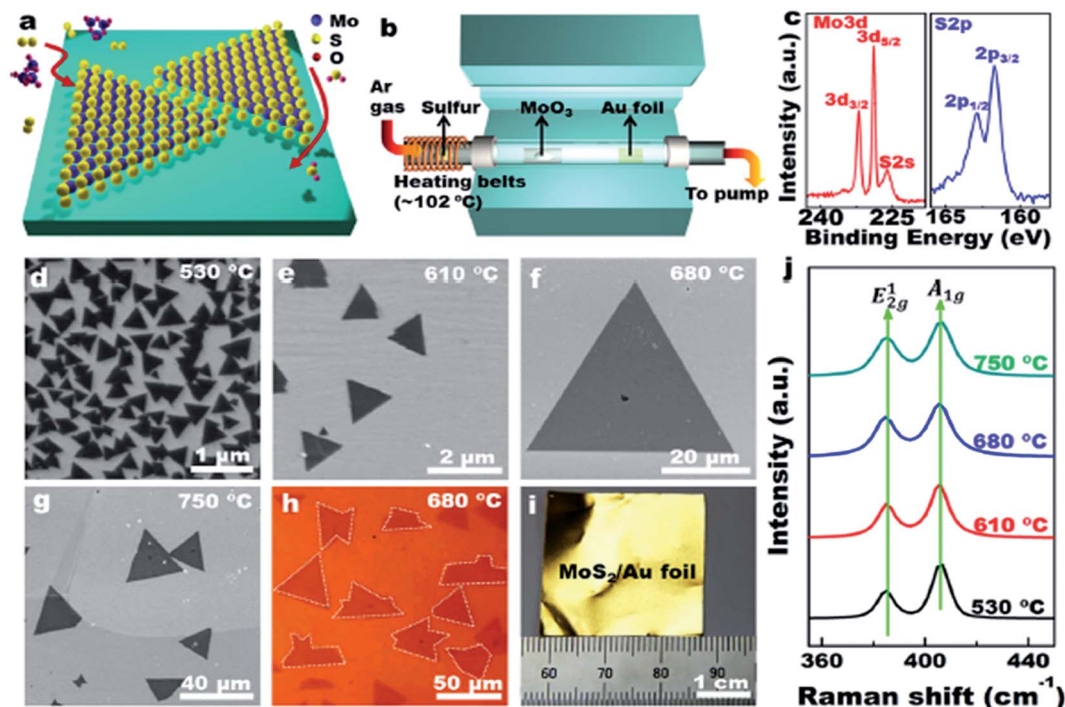 a
Mo
S
O
b
Ar
gas
Sulfur
MoO₃
Au foil
Heating belts
(~102 °C)
To pump
c
Mo3d
3d₅/₂
3d₃/₂
S2s
S2p
2p₃/₂
2p₁/₂
Intensity (a.u.)
240 225 165 160
Binding Energy (eV)
d 530 °C
1 μm
e 610 °C
2 μm
f 680 °C
20 μm
g 750 °C
40 μm
h 680 °C
50 μm
i
MoS₂/Au foil
60 70 80 90
1 cm
E¹₂g A₁g
750 °C
680 °C
610 °C
530 °C
Intensity (a.u.)
360 400 440
Raman shift (cm⁻¹)